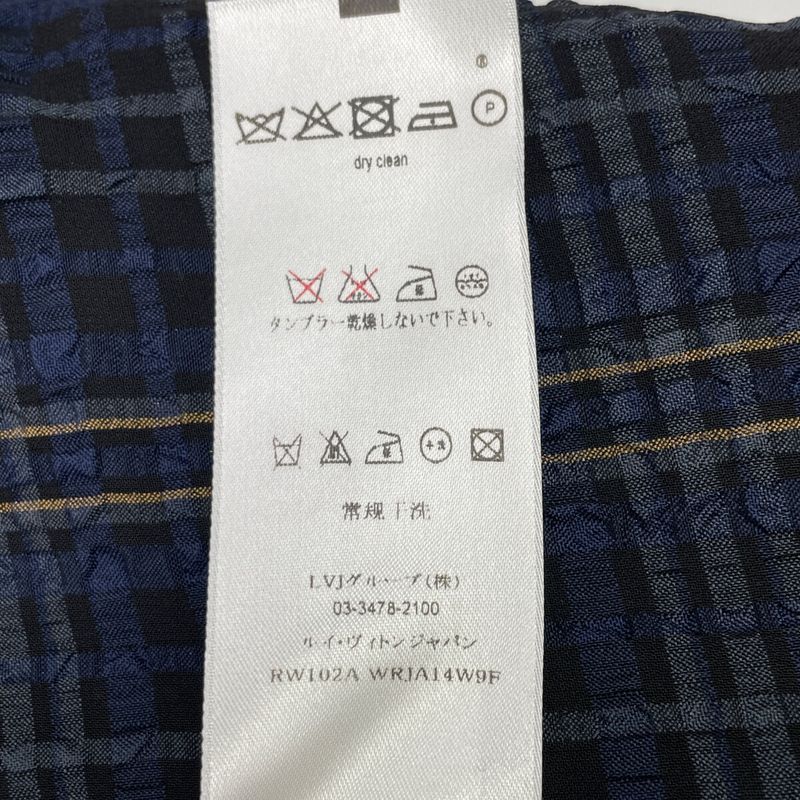 ®
P
dry clean
タンブラー乾燥しないで下さい。
常规干洗
LVJグループ(株)
03-3478-2100
ルイ・ヴィトンジャパン
RW102A WRJA14W9F